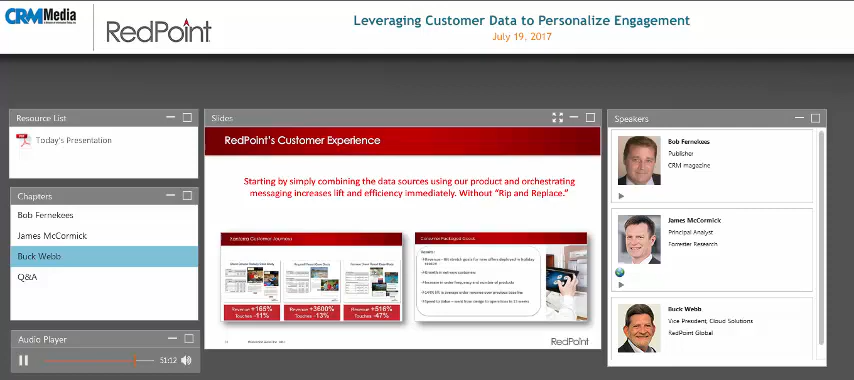 CRM Media
RedPoint
Leveraging Customer Data to Personalize Engagement
July 19, 2017
Resource List
Today's Presentation
Chapters
Bob Fernekees
James McCormick
Buck Webb
Q&A
Audio Player
51:12
Slides
RedPoint's Customer Experience
Starting by simply combining the data sources using our product and orchestrating
messaging increases lift and efficiency immediately. Without "Rip and Replace."
Customer Journeys
Revenue +165%
Touches -11%
Revenue +3600%
Touches -13%
Revenue +516%
Touches -47%
Consumer Packaged Goods
RedPoint
Speakers
Bob Fernekees
Publisher
CRM magazine
James McCormick
Principal Analyst
Forrester Research
Buck Webb
Vice President, Cloud Solutions
RedPoint Global